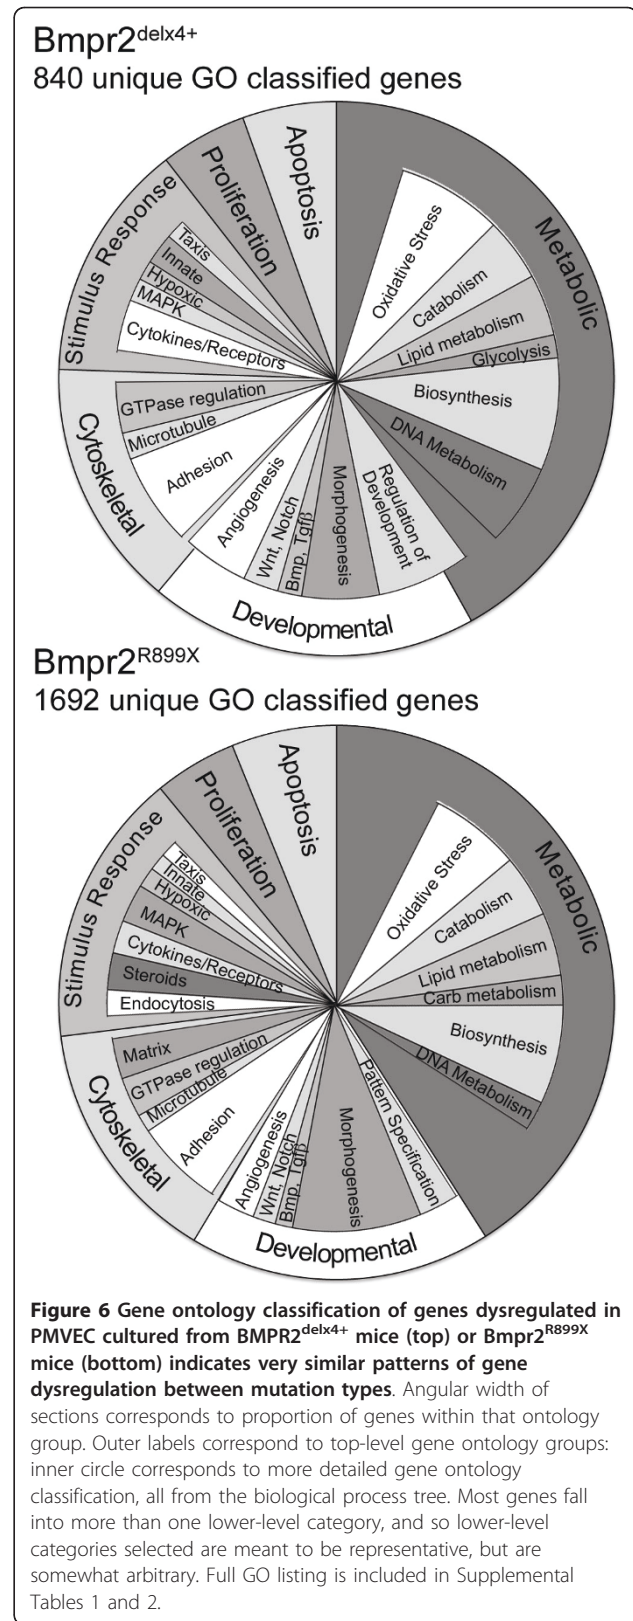 Bmpr2delx4+
840 unique GO classified genes
Apoptosis
Proliferation
Stimulus Response
Taxis
Innate
Hypoxic
MAPK
Cytokines/Receptors
Cytoskeletal
GTPase regulation
Microtubule
Adhesion
Developmental
Angiogenesis
Wnt, Notch
Bmp, Tgfβ
Morphogenesis
Regulation of
Development
Metabolic
Oxidative Stress
Catabolism
Lipid metabolism
Glycolysis
Biosynthesis
DNA Metabolism
Bmpr2R899X
1692 unique GO classified genes
Apoptosis
Proliferation
Stimulus Response
Taxis
Innate
Hypoxic
MAPK
Cytokines/Receptors
Steroids
Endocytosis
Cytoskeletal
Matrix
GTPase regulation
Microtubule
Adhesion
Developmental
Angiogenesis
Wnt, Notch
Bmp, Tgfβ
Morphogenesis
Pattern Specification
Metabolic
Oxidative Stress
Catabolism
Lipid metabolism
Carb metabolism
Biosynthesis
DNA Metabolism
Figure 6 Gene ontology classification of genes dysregulated in
PMVEC cultured from BMPR2delx4+ mice (top) or Bmpr2R899X
mice (bottom) indicates very similar patterns of gene
dysregulation between mutation types. Angular width of
sections corresponds to proportion of genes within that ontology
group. Outer labels correspond to top-level gene ontology groups:
inner circle corresponds to more detailed gene ontology
classification, all from the biological process tree. Most genes fall
into more than one lower-level category, and so lower-level
categories selected are meant to be representative, but are
somewhat arbitrary. Full GO listing is included in Supplemental
Tables 1 and 2.